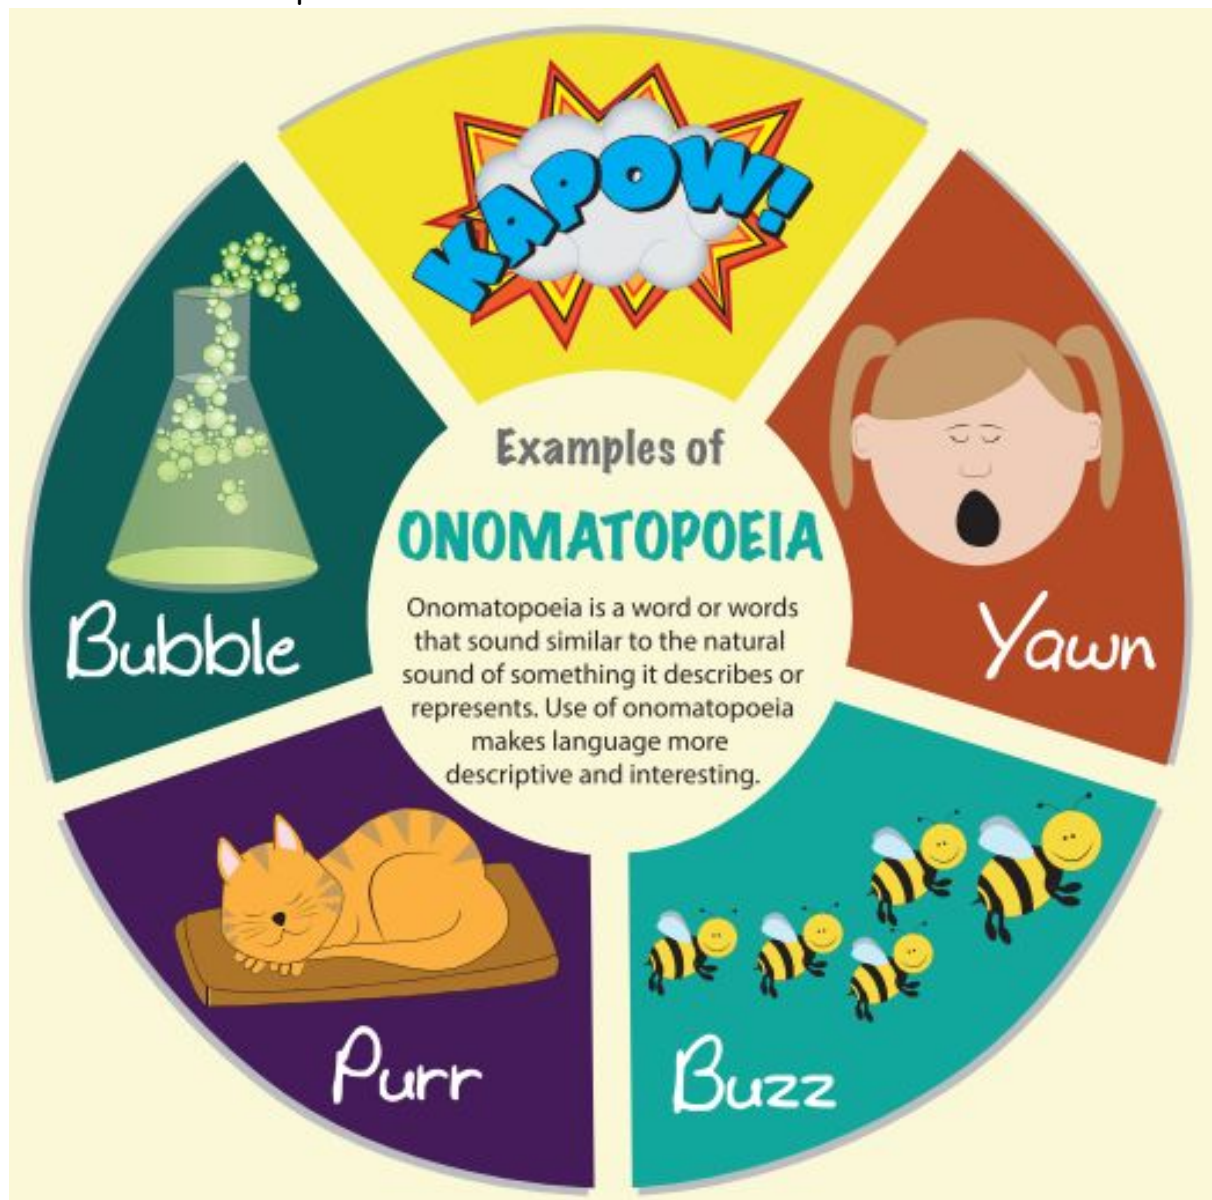 KAPOW!
Examples of
ONOMATOPOEIA
Onomatopoeia is a word or words
that sound similar to the natural
sound of something it describes or
represents. Use of onomatopoeia
makes language more
descriptive and interesting.
Bubble
Yawn
Purr
Buzz